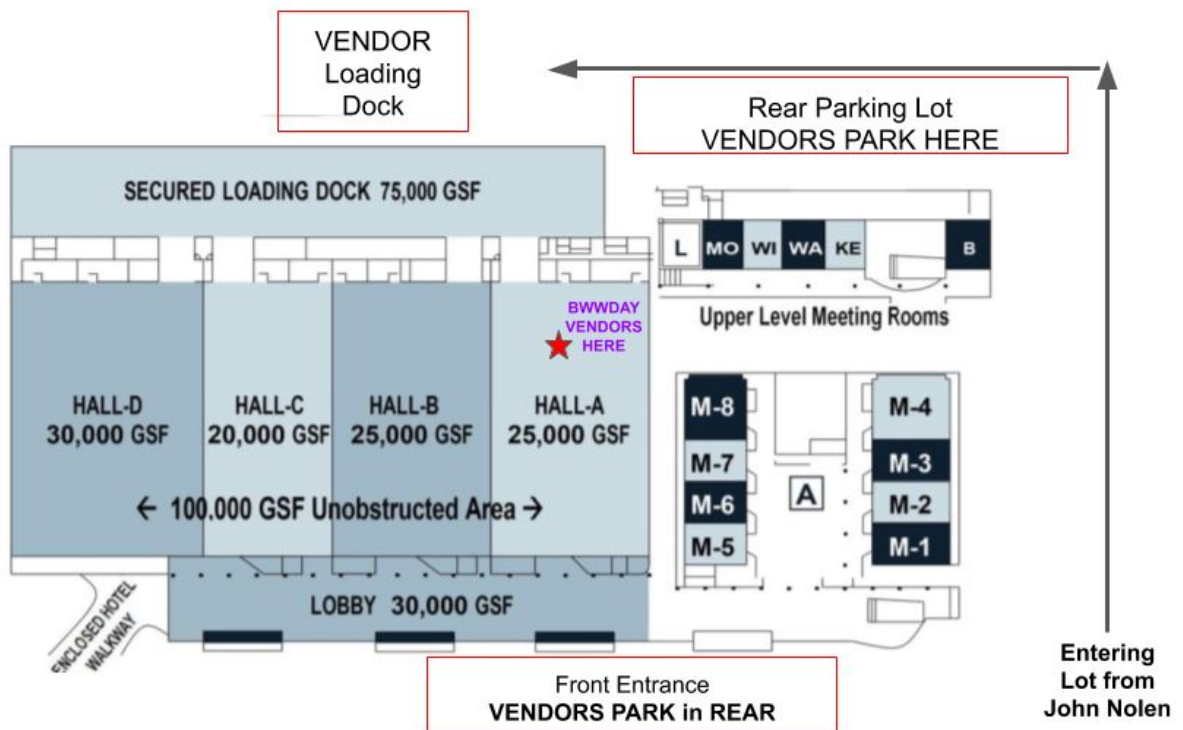 VENDOR
Loading
Dock
Rear Parking Lot
VENDORS PARK HERE
SECURED LOADING DOCK 75,000 GSF
L
MO
WI
WA
KE
B
Upper Level Meeting Rooms
BWWDAY
VENDORS
HERE
HALL-D
30,000 GSF
HALL-C
20,000 GSF
HALL-B
25,000 GSF
HALL-A
25,000 GSF
← 100,000 GSF Unobstructed Area →
M-8
M-7
M-6
M-5
A
M-4
M-3
M-2
M-1
LOBBY 30,000 GSF
ENCLOSED HOTEL
WALKWAY
Front Entrance
VENDORS PARK in REAR
Entering
Lot from
John Nolen